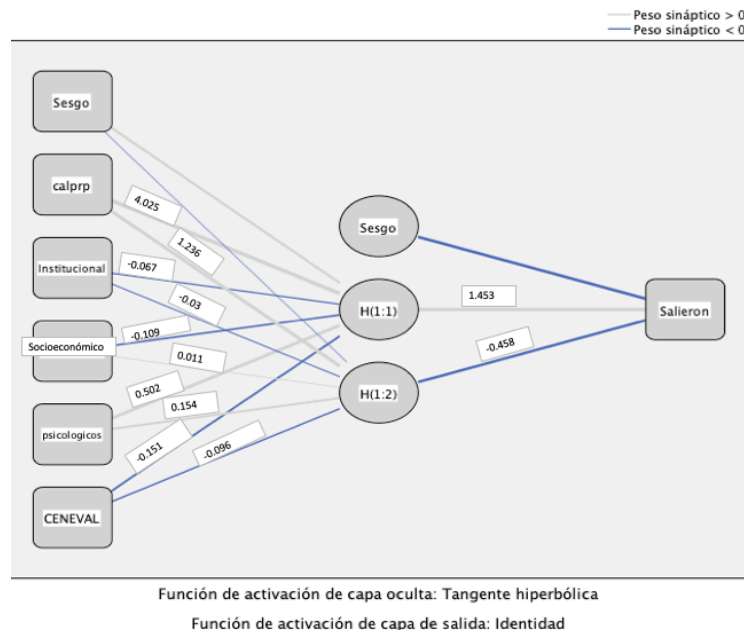 Peso sináptico > 0
Peso sináptico < 0
Sesgo
calprp
4.025
1.236
Sesgo
Institucional
-0.067
-0.03
H(1:1)
1.453
Salieron
Socioeconómico
-0.109
0.011
-0.458
H(1:2)
psicologicos
0.502
0.154
-0.151
-0.096
CENEVAL
Función de activación de capa oculta: Tangente hiperbólica
Función de activación de capa de salida: Identidad